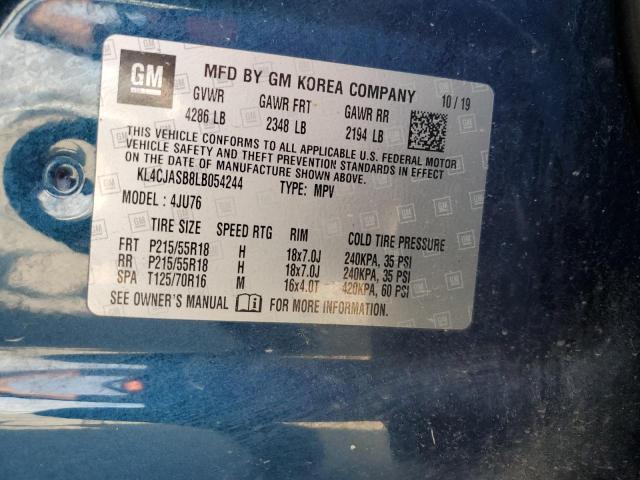 GM
MFD BY GM KOREA COMPANY 10 / 19
GVWR GAWR FRT GAWR RR
4286 LB 2348 LB 2194 LB
THIS VEHICLE CONFORMS TO ALL APPLICABLE U.S. FEDERAL MOTOR
VEHICLE SAFETY AND THEFT PREVENTION STANDARDS IN EFFECT
ON THE DATE OF MANUFACTURE SHOWN ABOVE.
KL4CJASB8LB054244 TYPE: MPV
MODEL: 4JU76
TIRE SIZE SPEED RTG RIM COLD TIRE PRESSURE
FRT P215/55R18 H 18x7.0J 240KPA, 35 PSI
RR P215/55R18 H 18x7.0J 240KPA, 35 PSI
SPA T125/70R16 M 16x4.0T 420KPA, 60 PSI
SEE OWNER'S MANUAL FOR MORE INFORMATION.